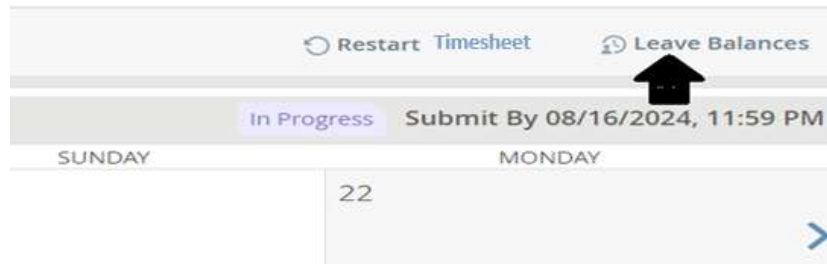 Restart Timesheet Leave Balances
In Progress Submit By 08/16/2024, 11:59 PM
SUNDAY MONDAY
22